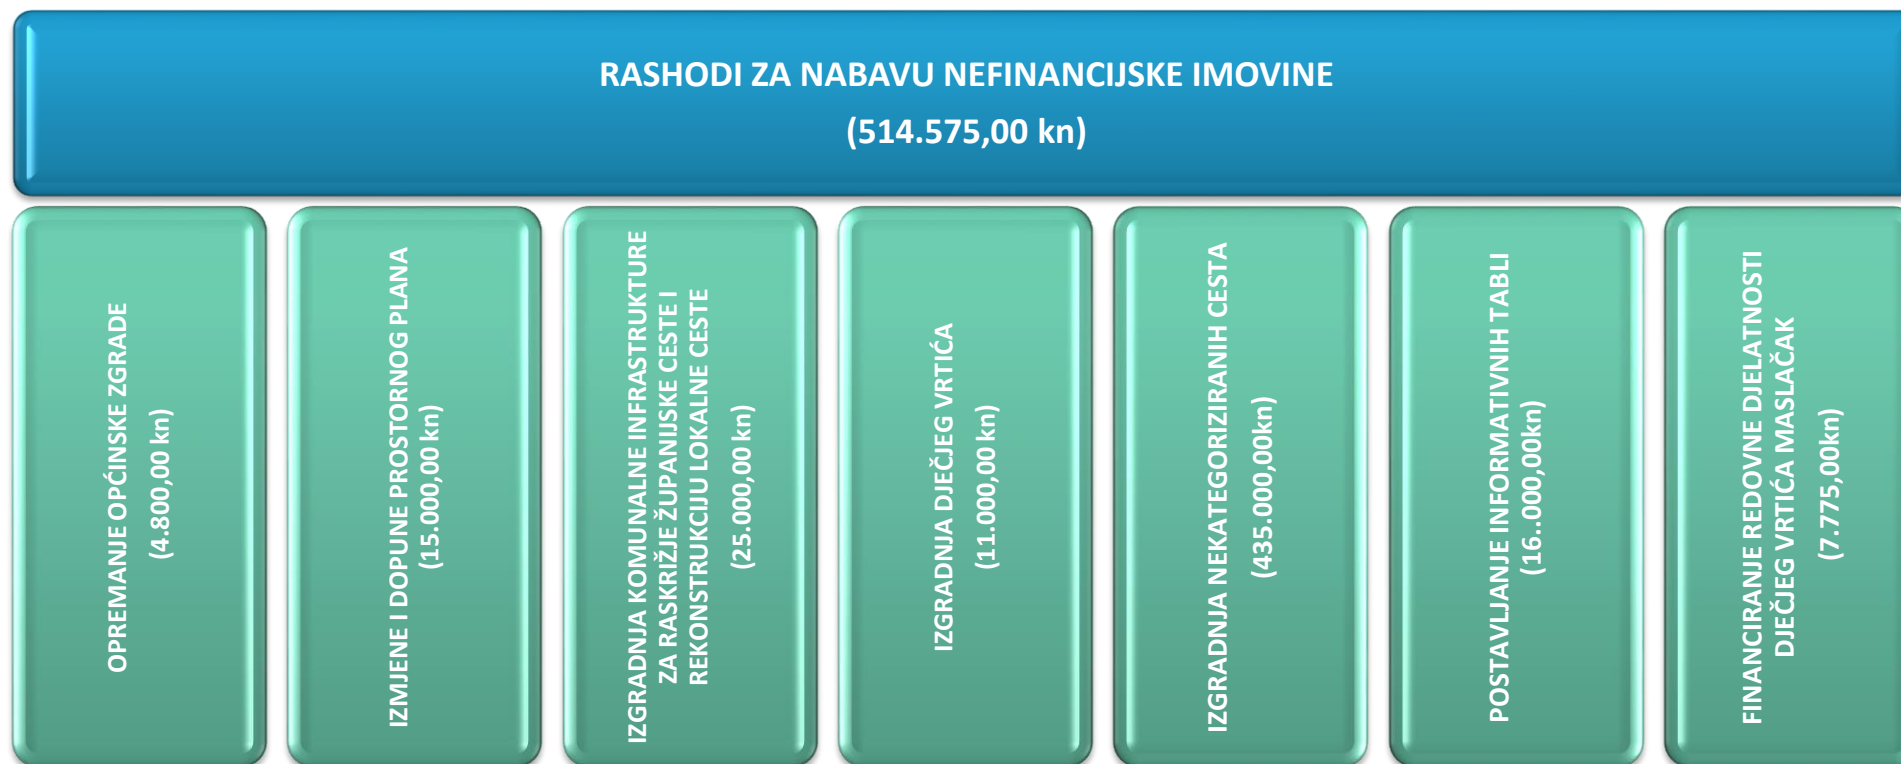 RASHODI ZA NABAVU NEFINANCIJSKE IMOVINE
(514.575,00 kn)
OPREMANJE OPĆINSKE ZGRADE
(4.800,00 kn)
IZMJENE I DOPUNE PROSTORNOG PLANA
(15.000,00 kn)
IZGRADNJA KOMUNALNE INFRASTRUKTURE
ZA RASKRIŽJE ŽUPANIJSKE CESTE I
REKONSTRUKCIJU LOKALNE CESTE
(25.000,00 kn)
IZGRADNJA DJEČJEG VRTIĆA
(11.000,00 kn)
IZGRADNJA NEKATEGORIZIRANIH CESTA
(435.000,00kn)
POSTAVLJANJE INFORMATIVNIH TABLI
(16.000,00kn)
FINANCIRANJE REDOVNE DJELATNOSTI
DJEČJEG VRTIĆA MASLAČAK
(7.775,00kn)